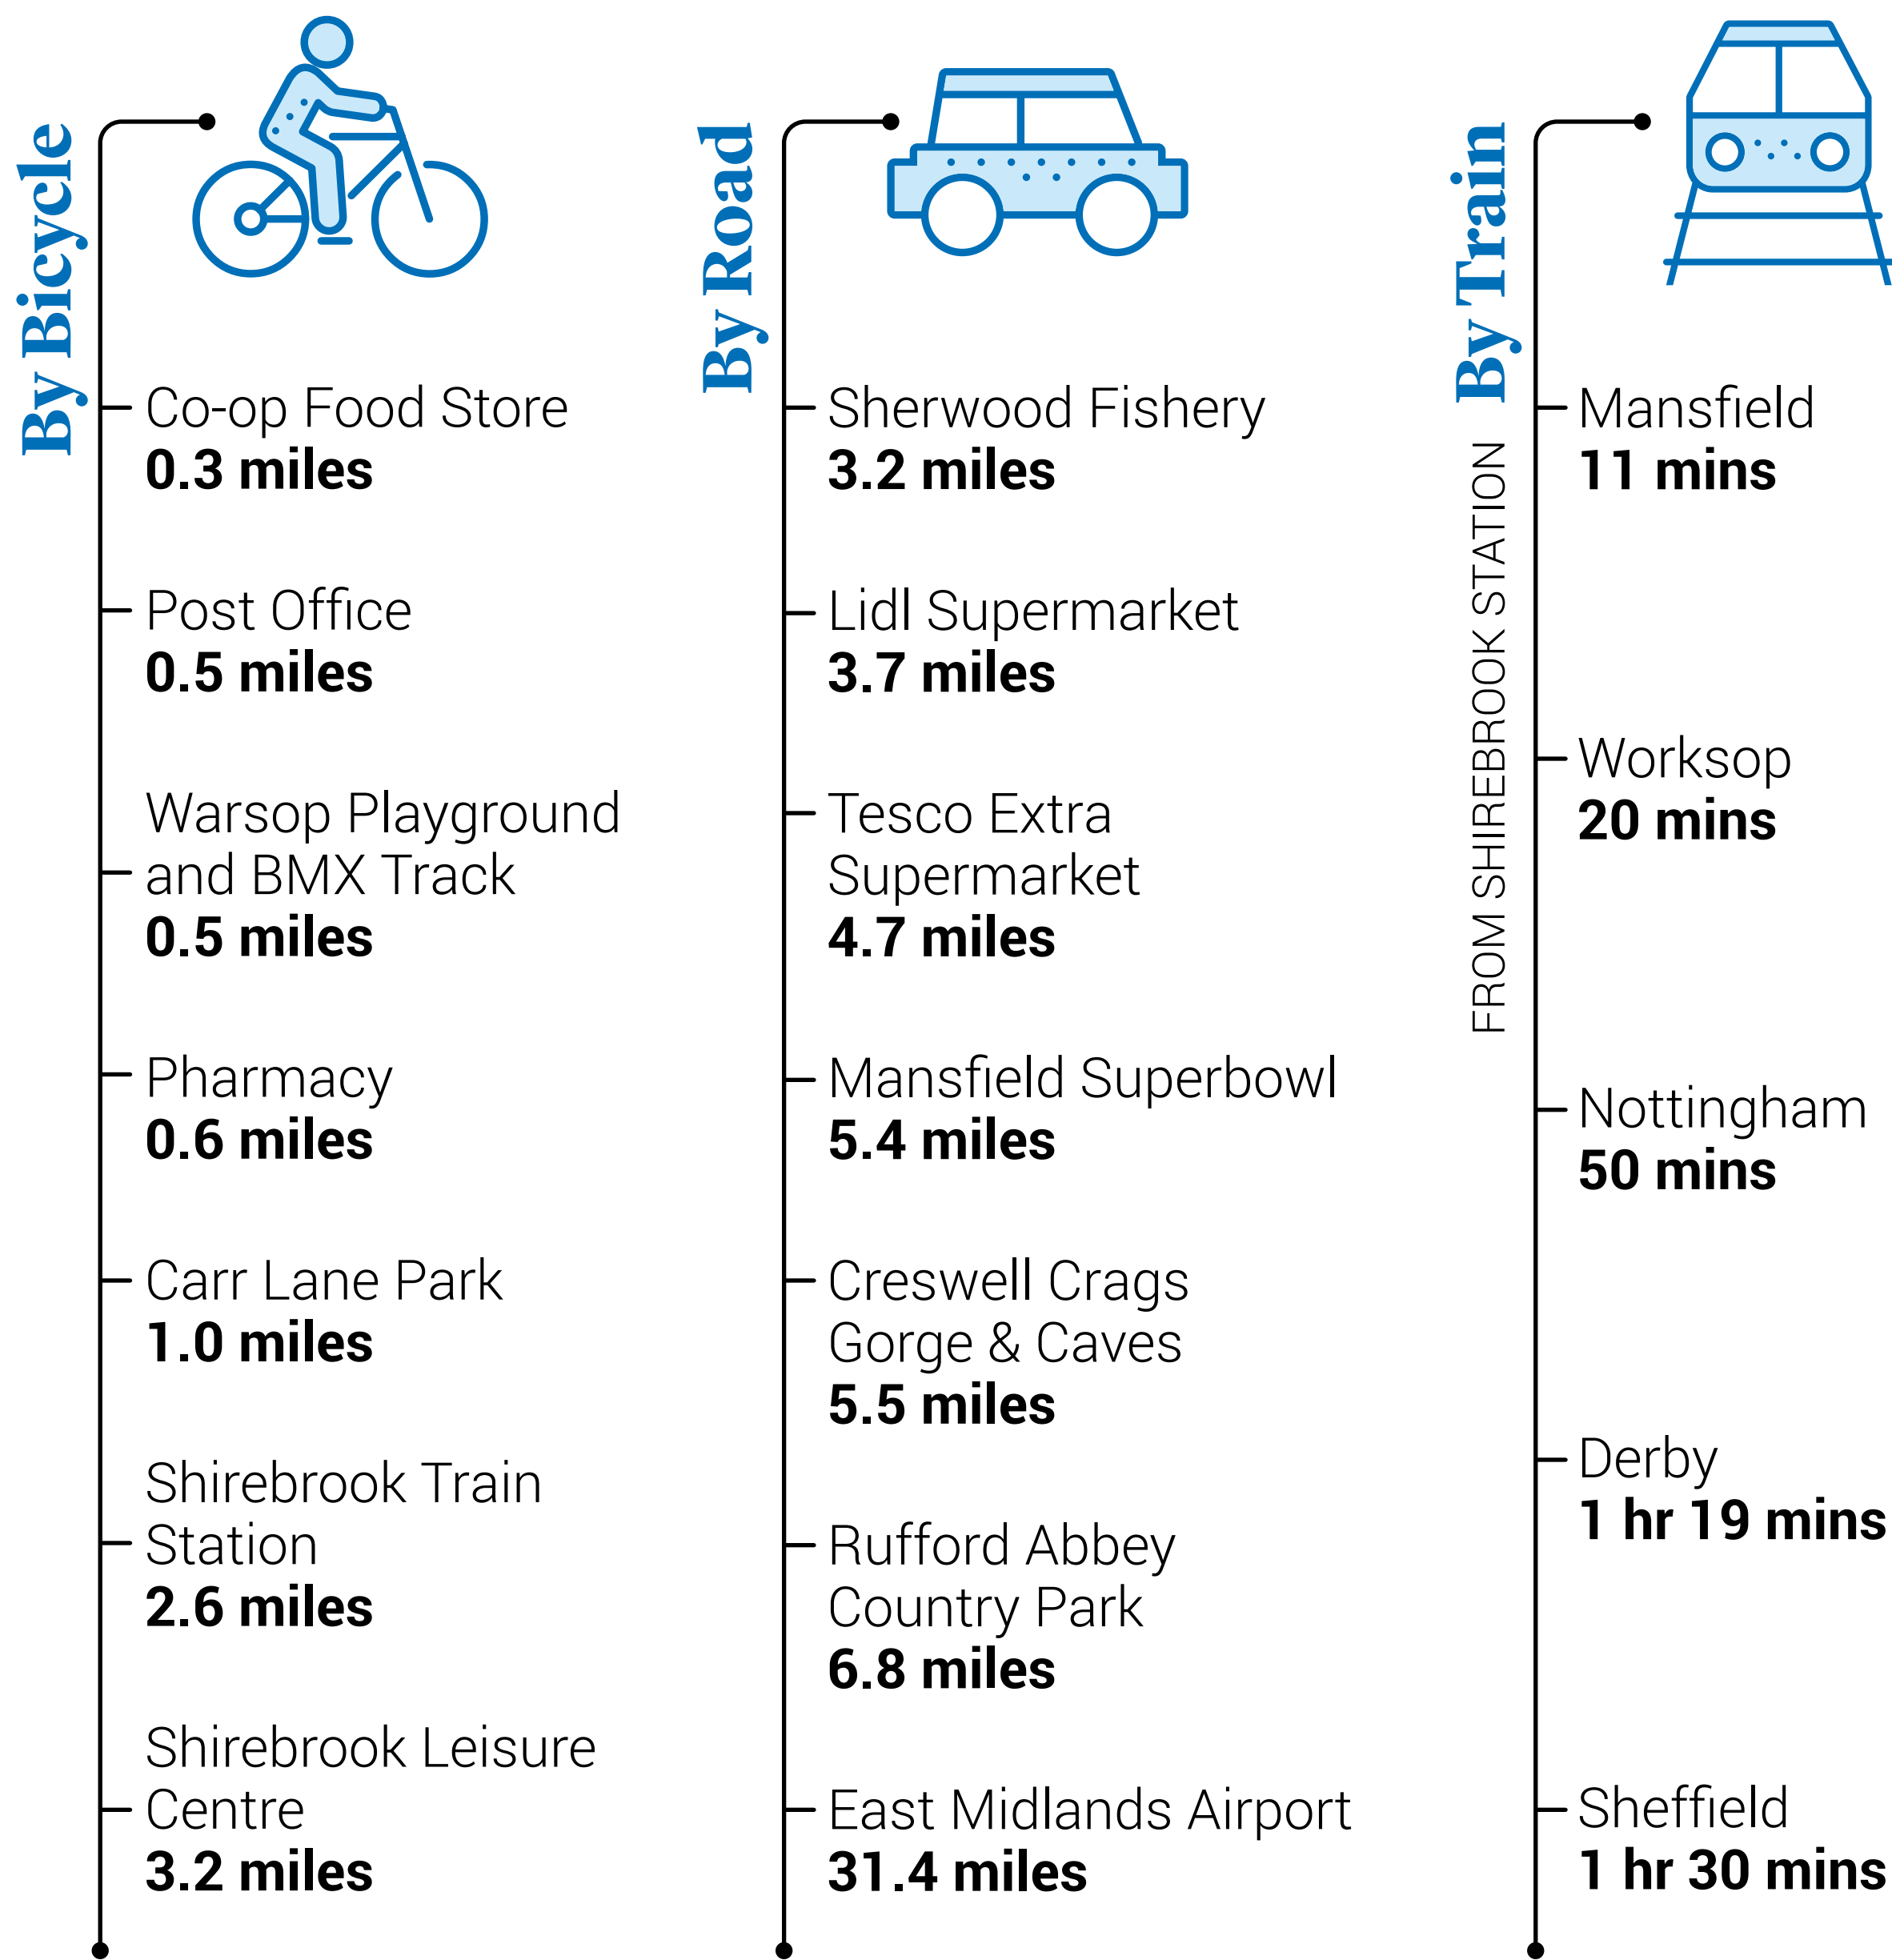 By Bicycle
Co-op Food Store
0.3 miles
Post Office
0.5 miles
Warsop Playground
and BMX Track
0.5 miles
Pharmacy
0.6 miles
Carr Lane Park
1.0 miles
Shirebrook Train
Station
2.6 miles
Shirebrook Leisure
Centre
3.2 miles
By Road
Sherwood Fishery
3.2 miles
Lidl Supermarket
3.7 miles
Tesco Extra
Supermarket
4.7 miles
Mansfield Superbowl
5.4 miles
Creswell Crags
Gorge & Caves
5.5 miles
Rufford Abbey
Country Park
6.8 miles
East Midlands Airport
31.4 miles
By Train
FROM SHIREBROOK STATION
Mansfield
11 mins
Worksop
20 mins
Nottingham
50 mins
Derby
1 hr 19 mins
Sheffield
1 hr 30 mins